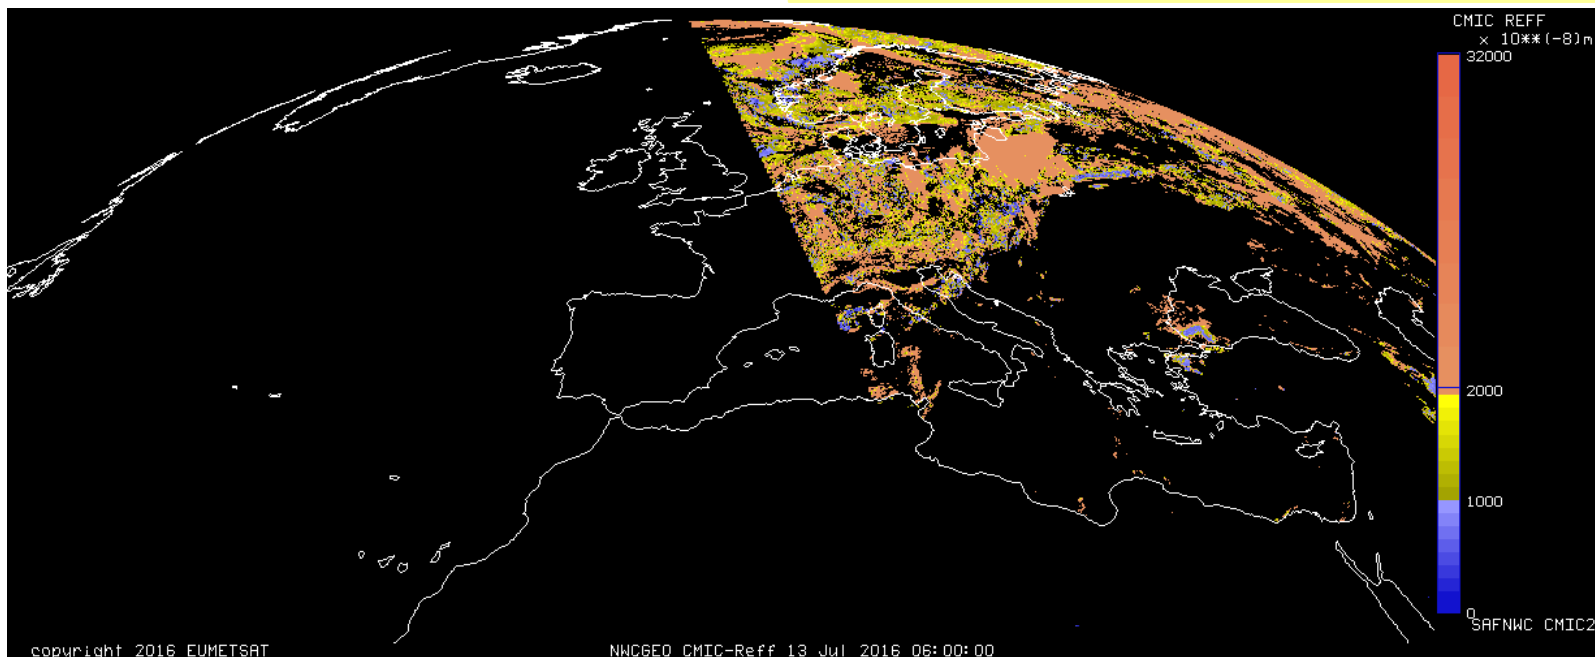 CMIC REFF
x 10**(-8)m
32000
2000
1000
0
SAFNWC CMIC2
copyright 2016 EUMETSAT
NWCGEO CMIC-Reff 13 Jul 2016 06:00:00